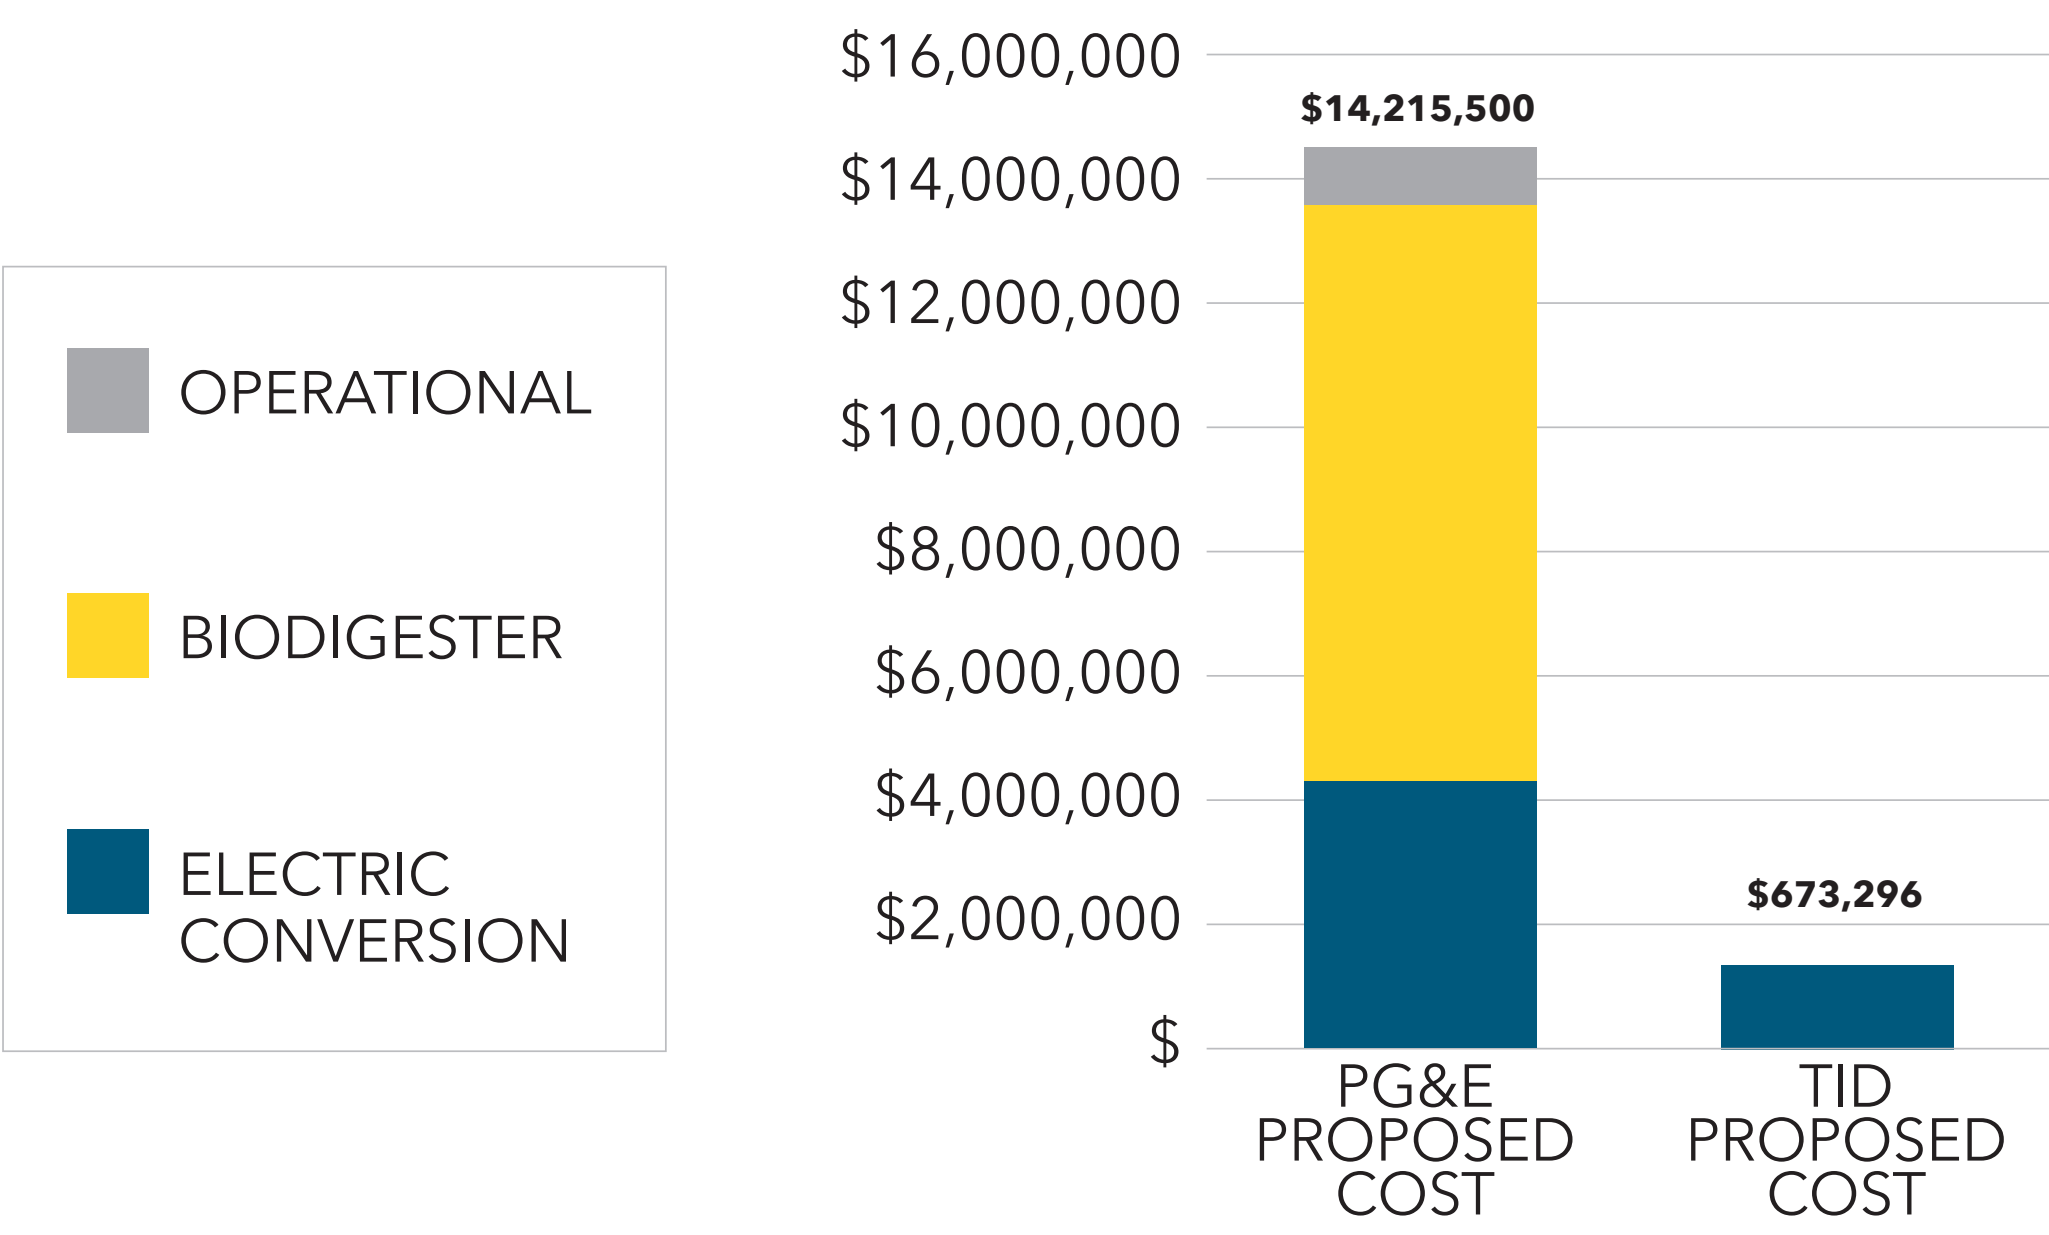 OPERATIONAL
BIODIGESTER
ELECTRIC
CONVERSION
$16,000,000
$14,000,000
$12,000,000
$10,000,000
$8,000,000
$6,000,000
$4,000,000
$2,000,000
$
$14,215,500
$673,296
PG&E
PROPOSED
COST
TID
PROPOSED
COST